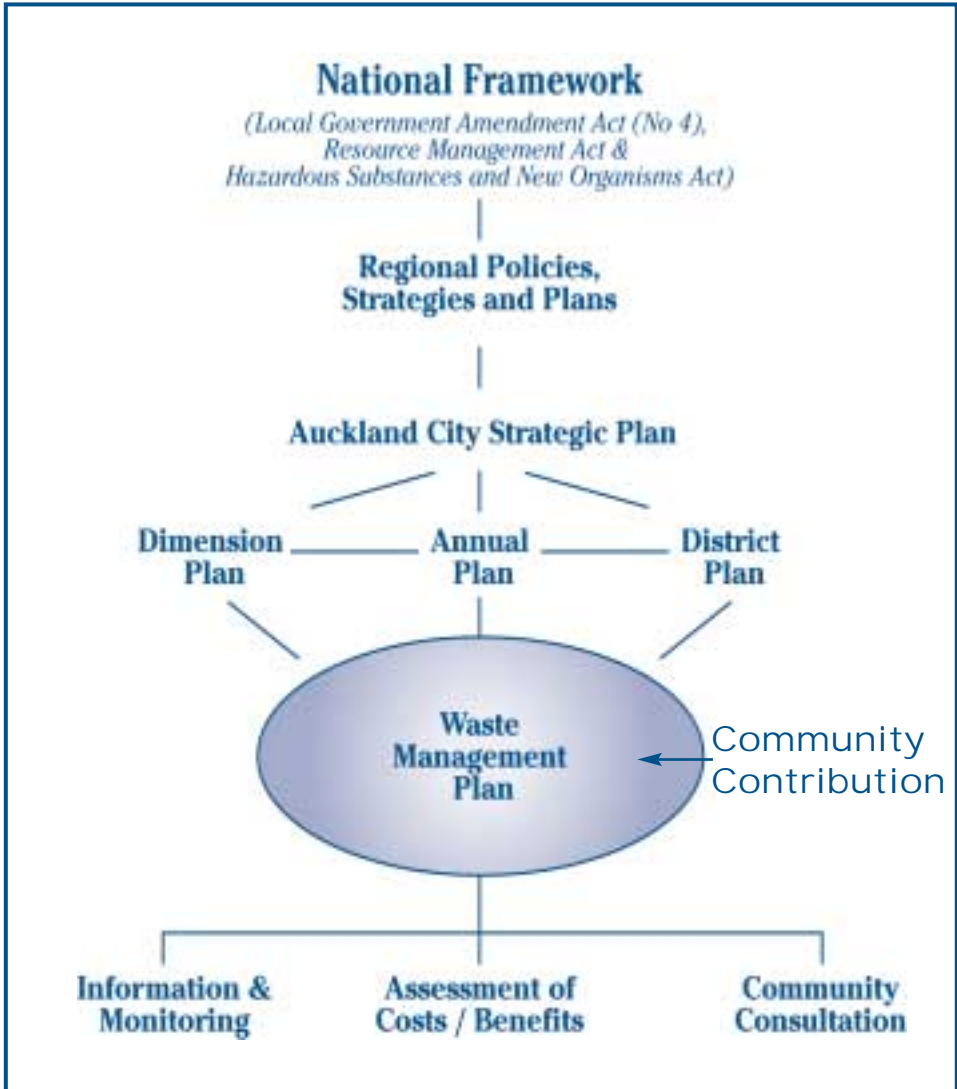 National Framework
(Local Government Amendment Act (No 4),
Resource Management Act &
Hazardous Substances and New Organisms Act)
Regional Policies,
Strategies and Plans
Auckland City Strategic Plan
Dimension
Plan
Annual
Plan
District
Plan
Waste
Management
Plan
Community
Contribution
Information &
Monitoring
Assessment of
Costs / Benefits
Community
Consultation